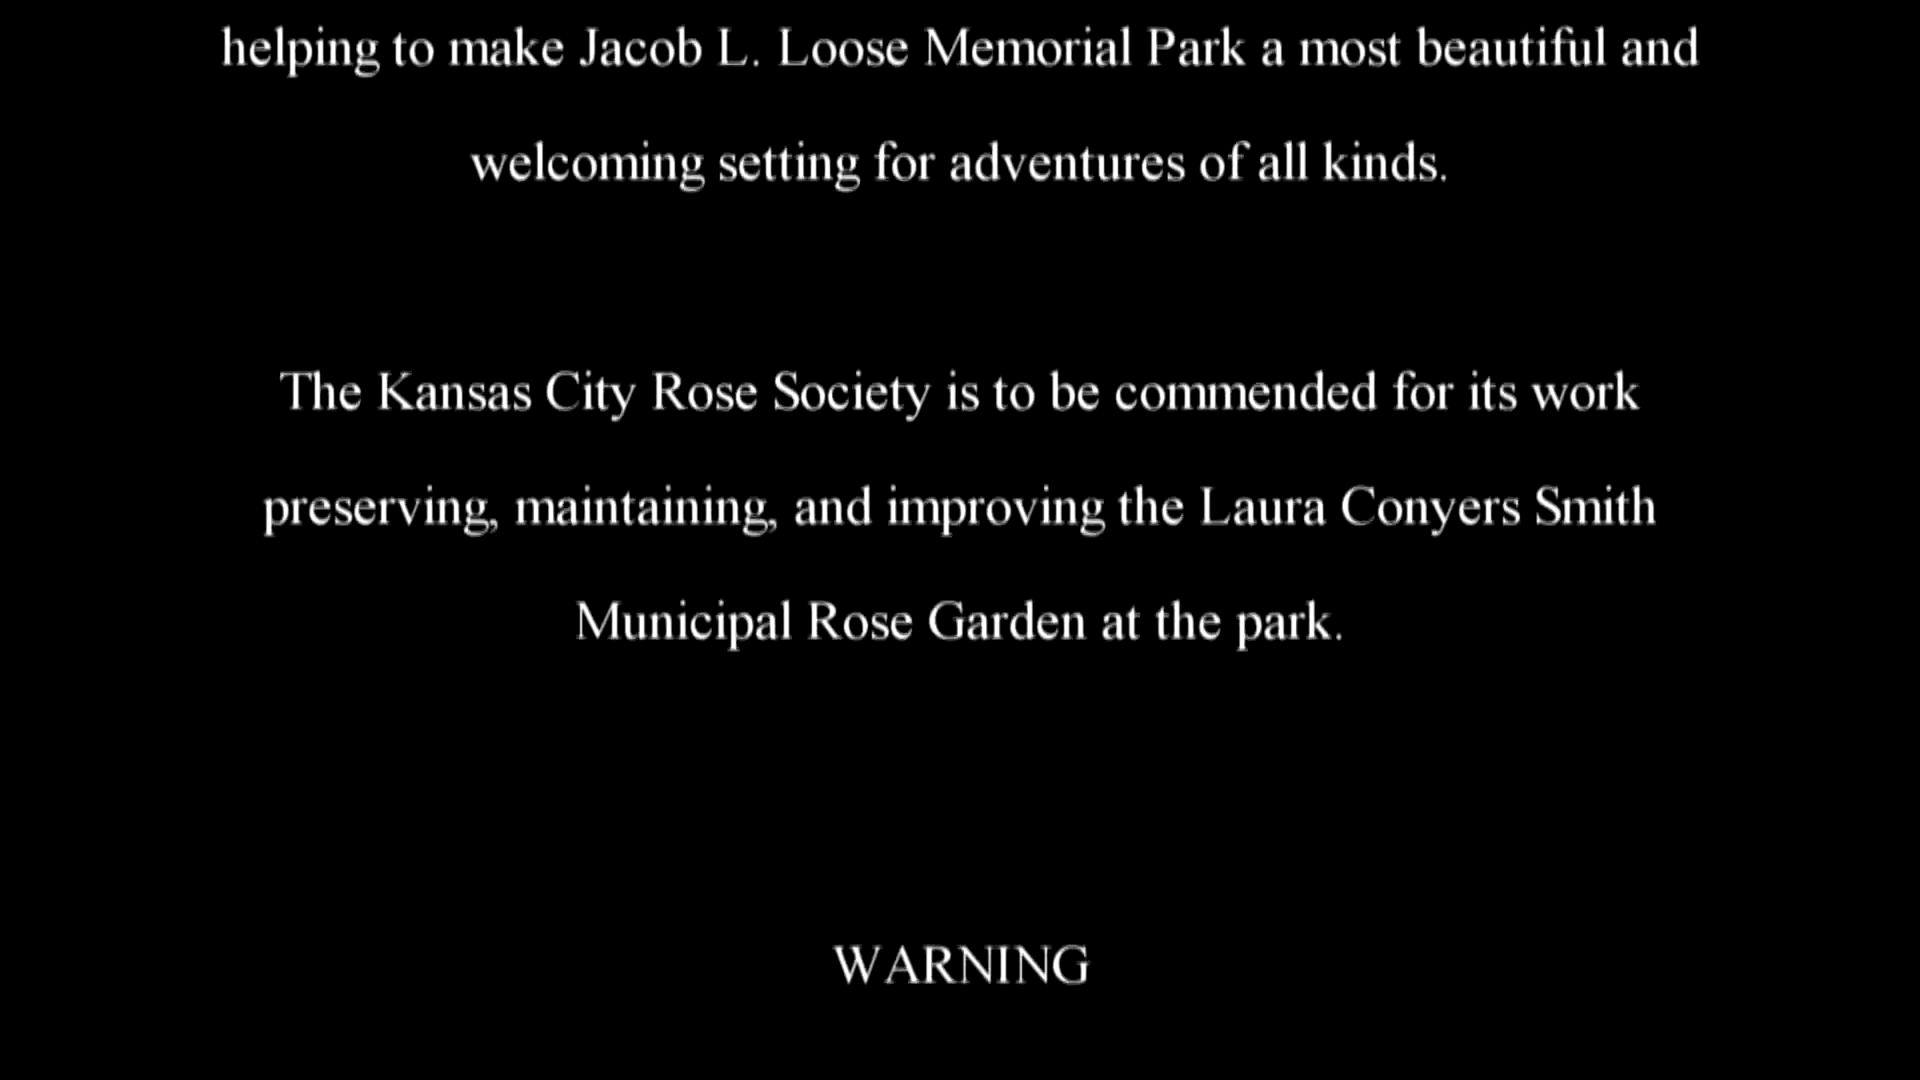 helping to make Jacob L. Loose Memorial Park a most beautiful and
welcoming setting for adventures of all kinds.
The Kansas City Rose Society is to be commended for its work
preserving, maintaining, and improving the Laura Conyers Smith
Municipal Rose Garden at the park.
WARNING